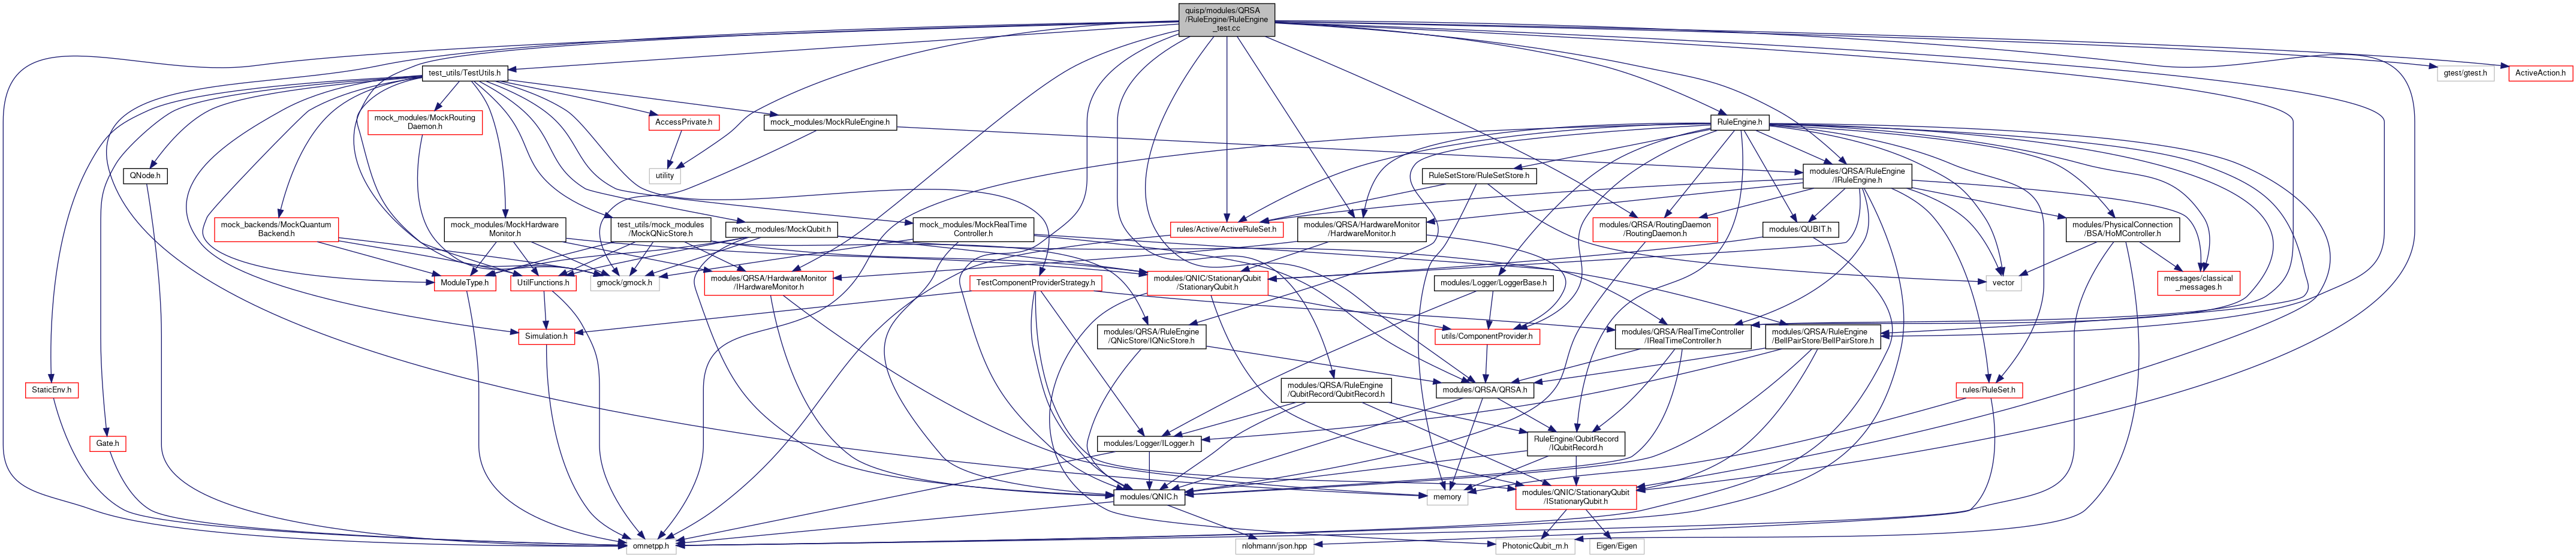 quisp/modules/QRSA
/RuleEngine/RuleEngine
_test.cc
test_utils/TestUtils.h
gtest/gtest.h
ActiveAction.h
mock_modules/MockRouting
Daemon.h
AccessPrivate.h
mock_modules/MockRuleEngine.h
RuleEngine.h
QNode.h
utility
RuleSetStore/RuleSetStore.h
modules/QRSA/RuleEngine
/IRuleEngine.h
mock_backends/MockQuantum
Backend.h
mock_modules/MockHardware
Monitor.h
test_utils/mock_modules
/MockQNicStore.h
mock_modules/MockQubit.h
mock_modules/MockRealTime
Controller.h
rules/Active/ActiveRuleSet.h
modules/QRSA/HardwareMonitor
/HardwareMonitor.h
modules/QRSA/RoutingDaemon
/RoutingDaemon.h
modules/QUBIT.h
modules/PhysicalConnection
/BSA/HoMController.h
ModuleType.h
UtilFunctions.h
gmock/gmock.h
modules/QRSA/HardwareMonitor
/IHardwareMonitor.h
TestComponentProviderStrategy.h
modules/QNIC/StationaryQubit
/StationaryQubit.h
modules/Logger/LoggerBase.h
vector
messages/classical
_messages.h
Simulation.h
modules/QRSA/RuleEngine
/QNicStore/IQNicStore.h
utils/ComponentProvider.h
modules/QRSA/RealTimeController
/IRealTimeController.h
modules/QRSA/RuleEngine
/BellPairStore/BellPairStore.h
StaticEnv.h
modules/QRSA/RuleEngine
/QubitRecord/QubitRecord.h
modules/QRSA/QRSA.h
rules/RuleSet.h
Gate.h
modules/Logger/ILogger.h
RuleEngine/QubitRecord
/IQubitRecord.h
modules/QNIC.h
memory
modules/QNIC/StationaryQubit
/IStationaryQubit.h
omnetpp.h
nlohmann/json.hpp
PhotonicQubit_m.h
Eigen/Eigen